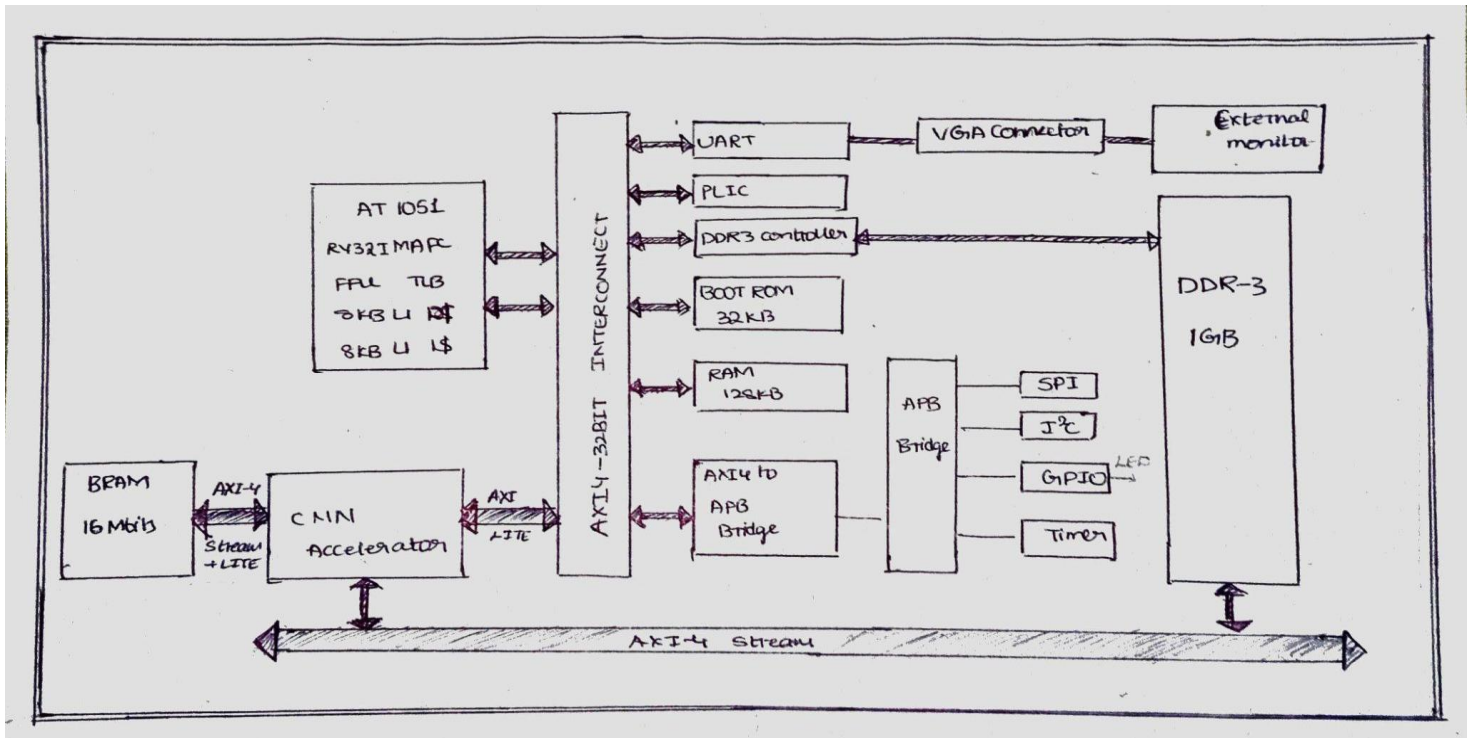 AT 1051
RV32IMAFC
FPU TLB
8KB L1 D$
8KB L1 I$
BRAM
16 Mbits
AXI-4
Stream
+LITE
CNN
Accelerator
AXI
LITE
AXI4-32BIT INTERCONNECT
UART
PLIC
DDR3 controller
BOOT ROM
32KB
RAM
128KB
AXI4 to
APB
Bridge
VGA Connector
External
monitor
APB
Bridge
SPI
I²C
GPIO
LED
Timer
DDR-3
1GB
AXI-4 Stream